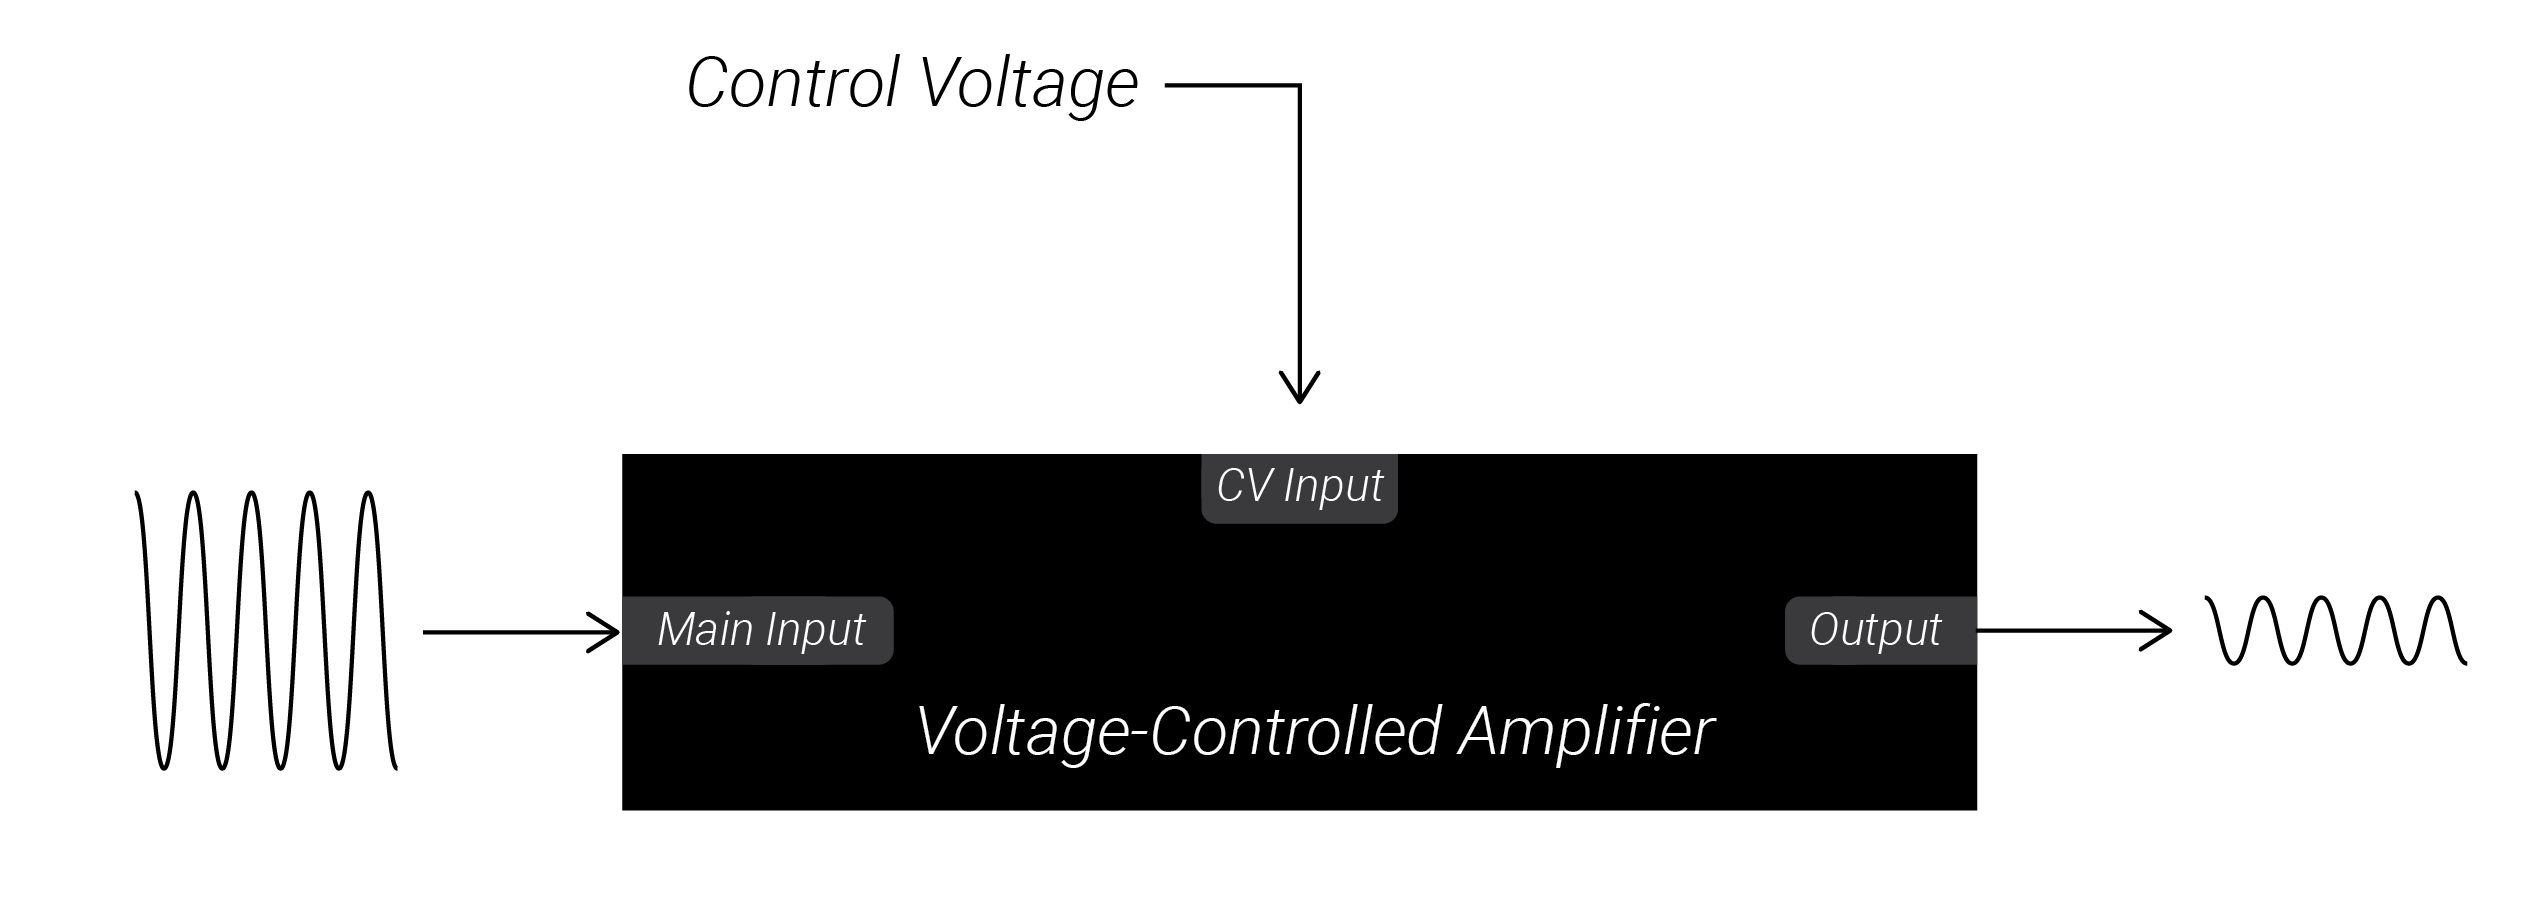 Control Voltage
CV Input
Main Input
Output
Voltage-Controlled Amplifier